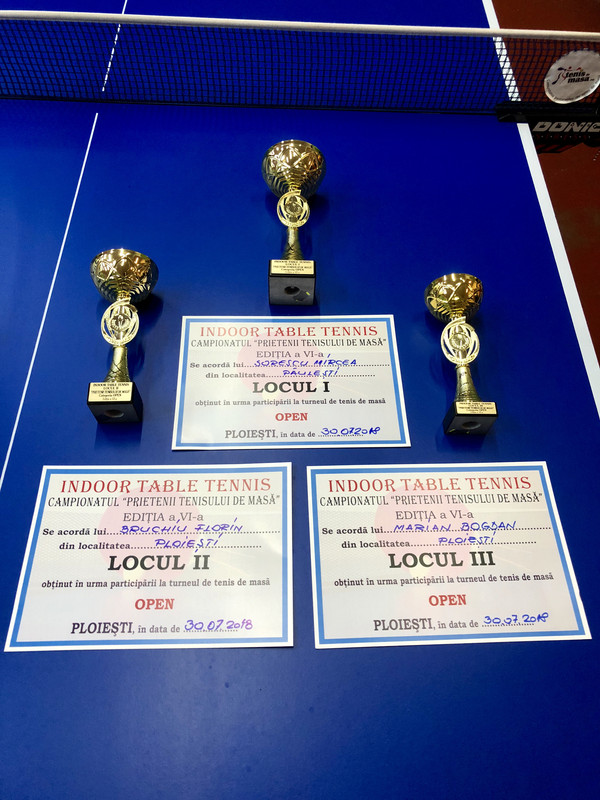 tenis
masă
DONIC
INDOOR TABLE TENNIS
CAMPIONATUL "PRIETENII TENISULUI DE MASĂ"
EDIȚIA a VI-a
Se acordă lui....SORESCU MIRCEA
din localitatea....PAULEȘTI
LOCUL I
obținut în urma participării la turneul de tenis de masă
OPEN
PLOIEȘTI, în data de 30.07.2018
INDOOR TABLE TENNIS
CAMPIONATUL "PRIETENII TENISULUI DE MASĂ"
EDIȚIA a VI-a
Se acordă lui....BRUCHIU FLORIN
din localitatea....PLOIEȘTI
LOCUL II
obținut în urma participării la turneul de tenis de masă
OPEN
PLOIEȘTI, în data de 30.07.2018
INDOOR TABLE TENNIS
CAMPIONATUL "PRIETENII TENISULUI DE MASĂ"
EDIȚIA a VI-a
Se acordă lui....MARIAN BOGDAN
din localitatea....PLOIEȘTI
LOCUL III
obținut în urma participării la turneul de tenis de masă
OPEN
PLOIEȘTI, în data de 30.07.2018